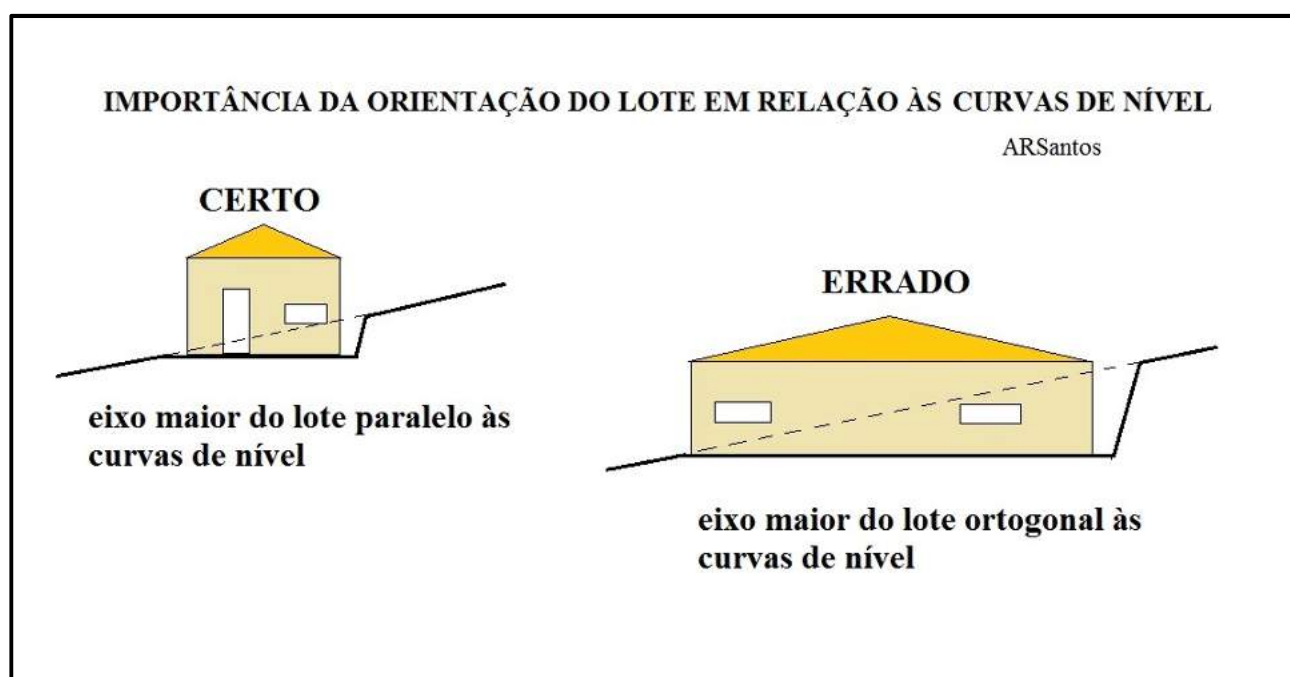 IMPORTÂNCIA DA ORIENTAÇÃO DO LOTE EM RELAÇÃO ÀS CURVAS DE NÍVEL
ARSantos
CERTO
eixo maior do lote paralelo às
curvas de nível
ERRADO
eixo maior do lote ortogonal às
curvas de nível